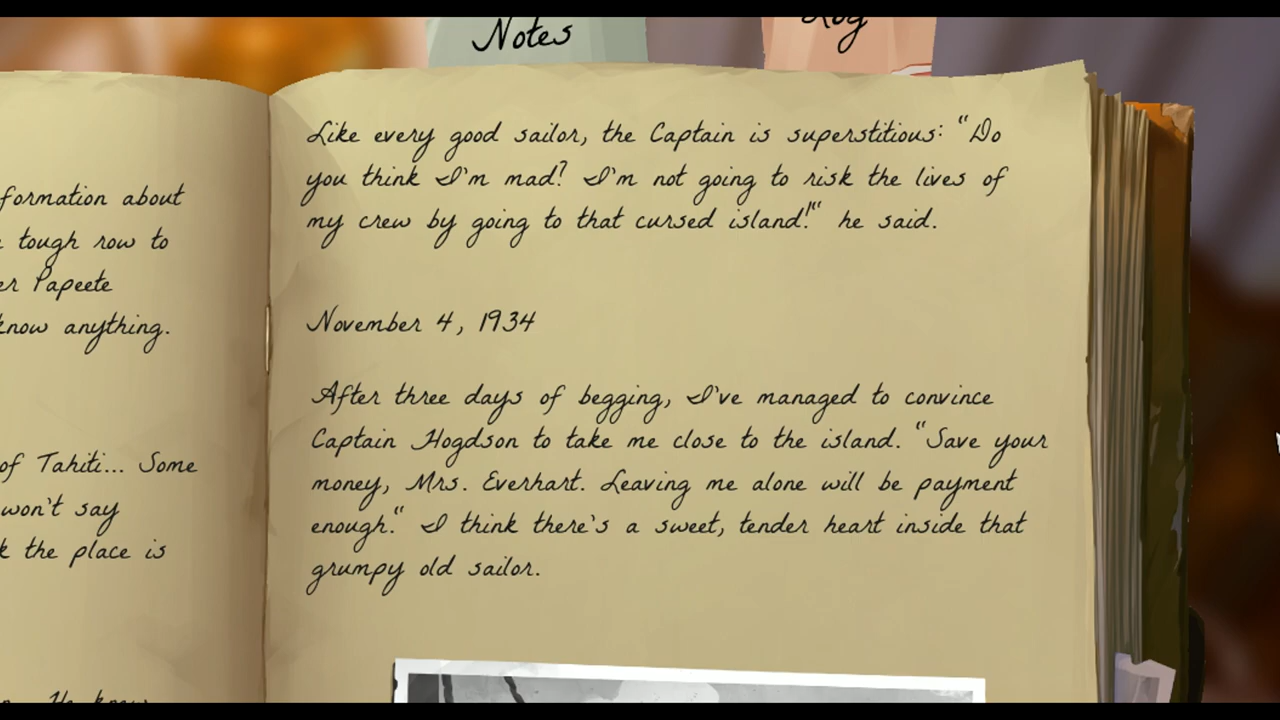 Notes
Log
formation about
tough row to
er Papeete
know anything.
of Tahiti... Some
won't say
k the place is
He knew
Like every good sailor, the Captain is superstitious: "Do
you think I'm mad? I'm not going to risk the lives of
my crew by going to that cursed island!" he said.
November 4, 1934
After three days of begging, I've managed to convince
Captain Hogdson to take me close to the island. "Save your
money, Mrs. Everhart. Leaving me alone will be payment
enough." I think there's a sweet, tender heart inside that
grumpy old sailor.